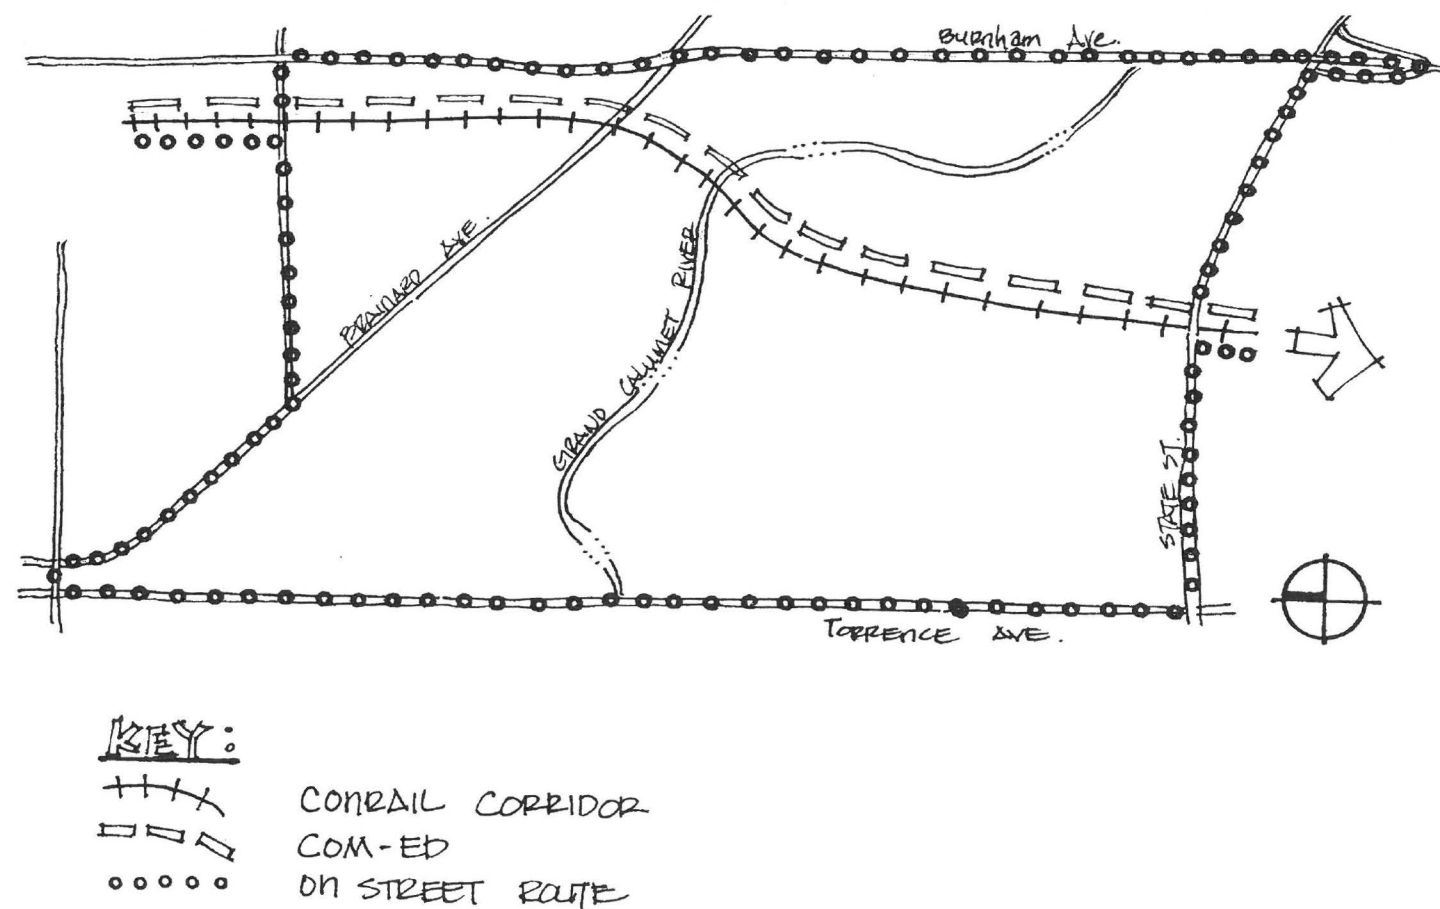 Burnham Ave.
BRAINARD AVE.
GRAND CALUMET RIVER
STATE ST.
TORRENCE AVE.
KEY:
CONRAIL CORRIDOR
COM-ED
On STREET ROUTE